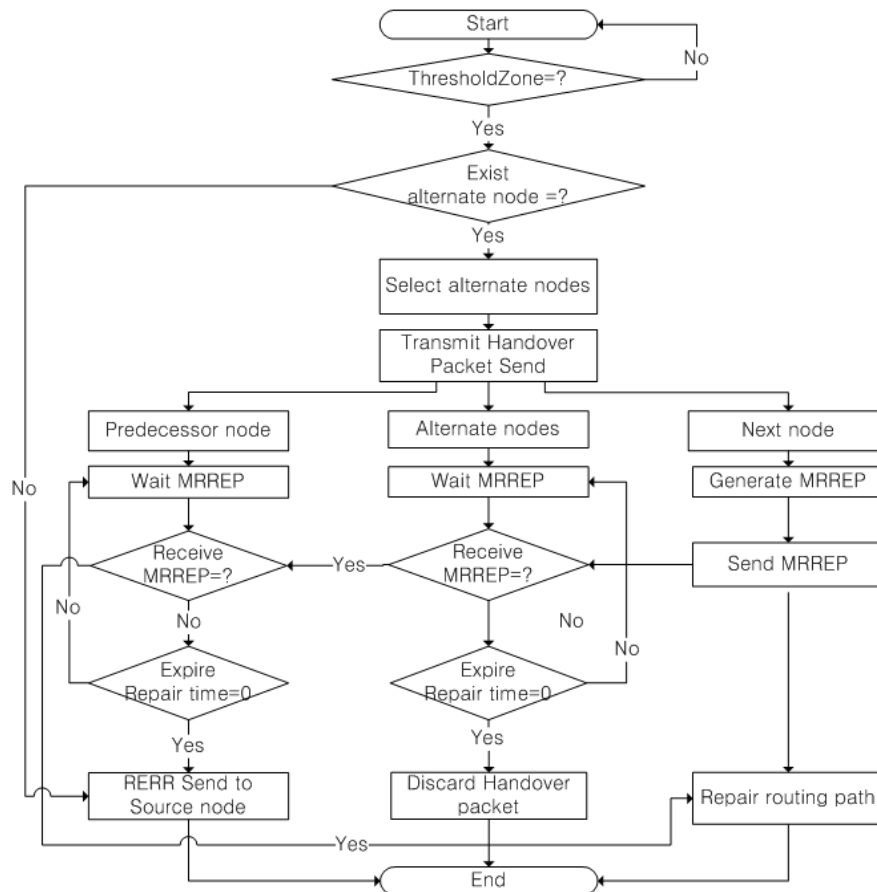 Start
No
ThresholdZone=?
Yes
Exist
alternate node =?
Yes
Select alternate nodes
Transmit Handover
Packet Send
Predecessor node
Alternate nodes
Next node
No
Wait MRREP
Wait MRREP
Generate MRREP
Receive
MRREP=?
Yes
Receive
MRREP=?
Send MRREP
No
No
No
No
Expire
Repair time=0
Expire
Repair time=0
Yes
Yes
RERR Send to
Source node
Discard Handover
packet
Repair routing path
Yes
End